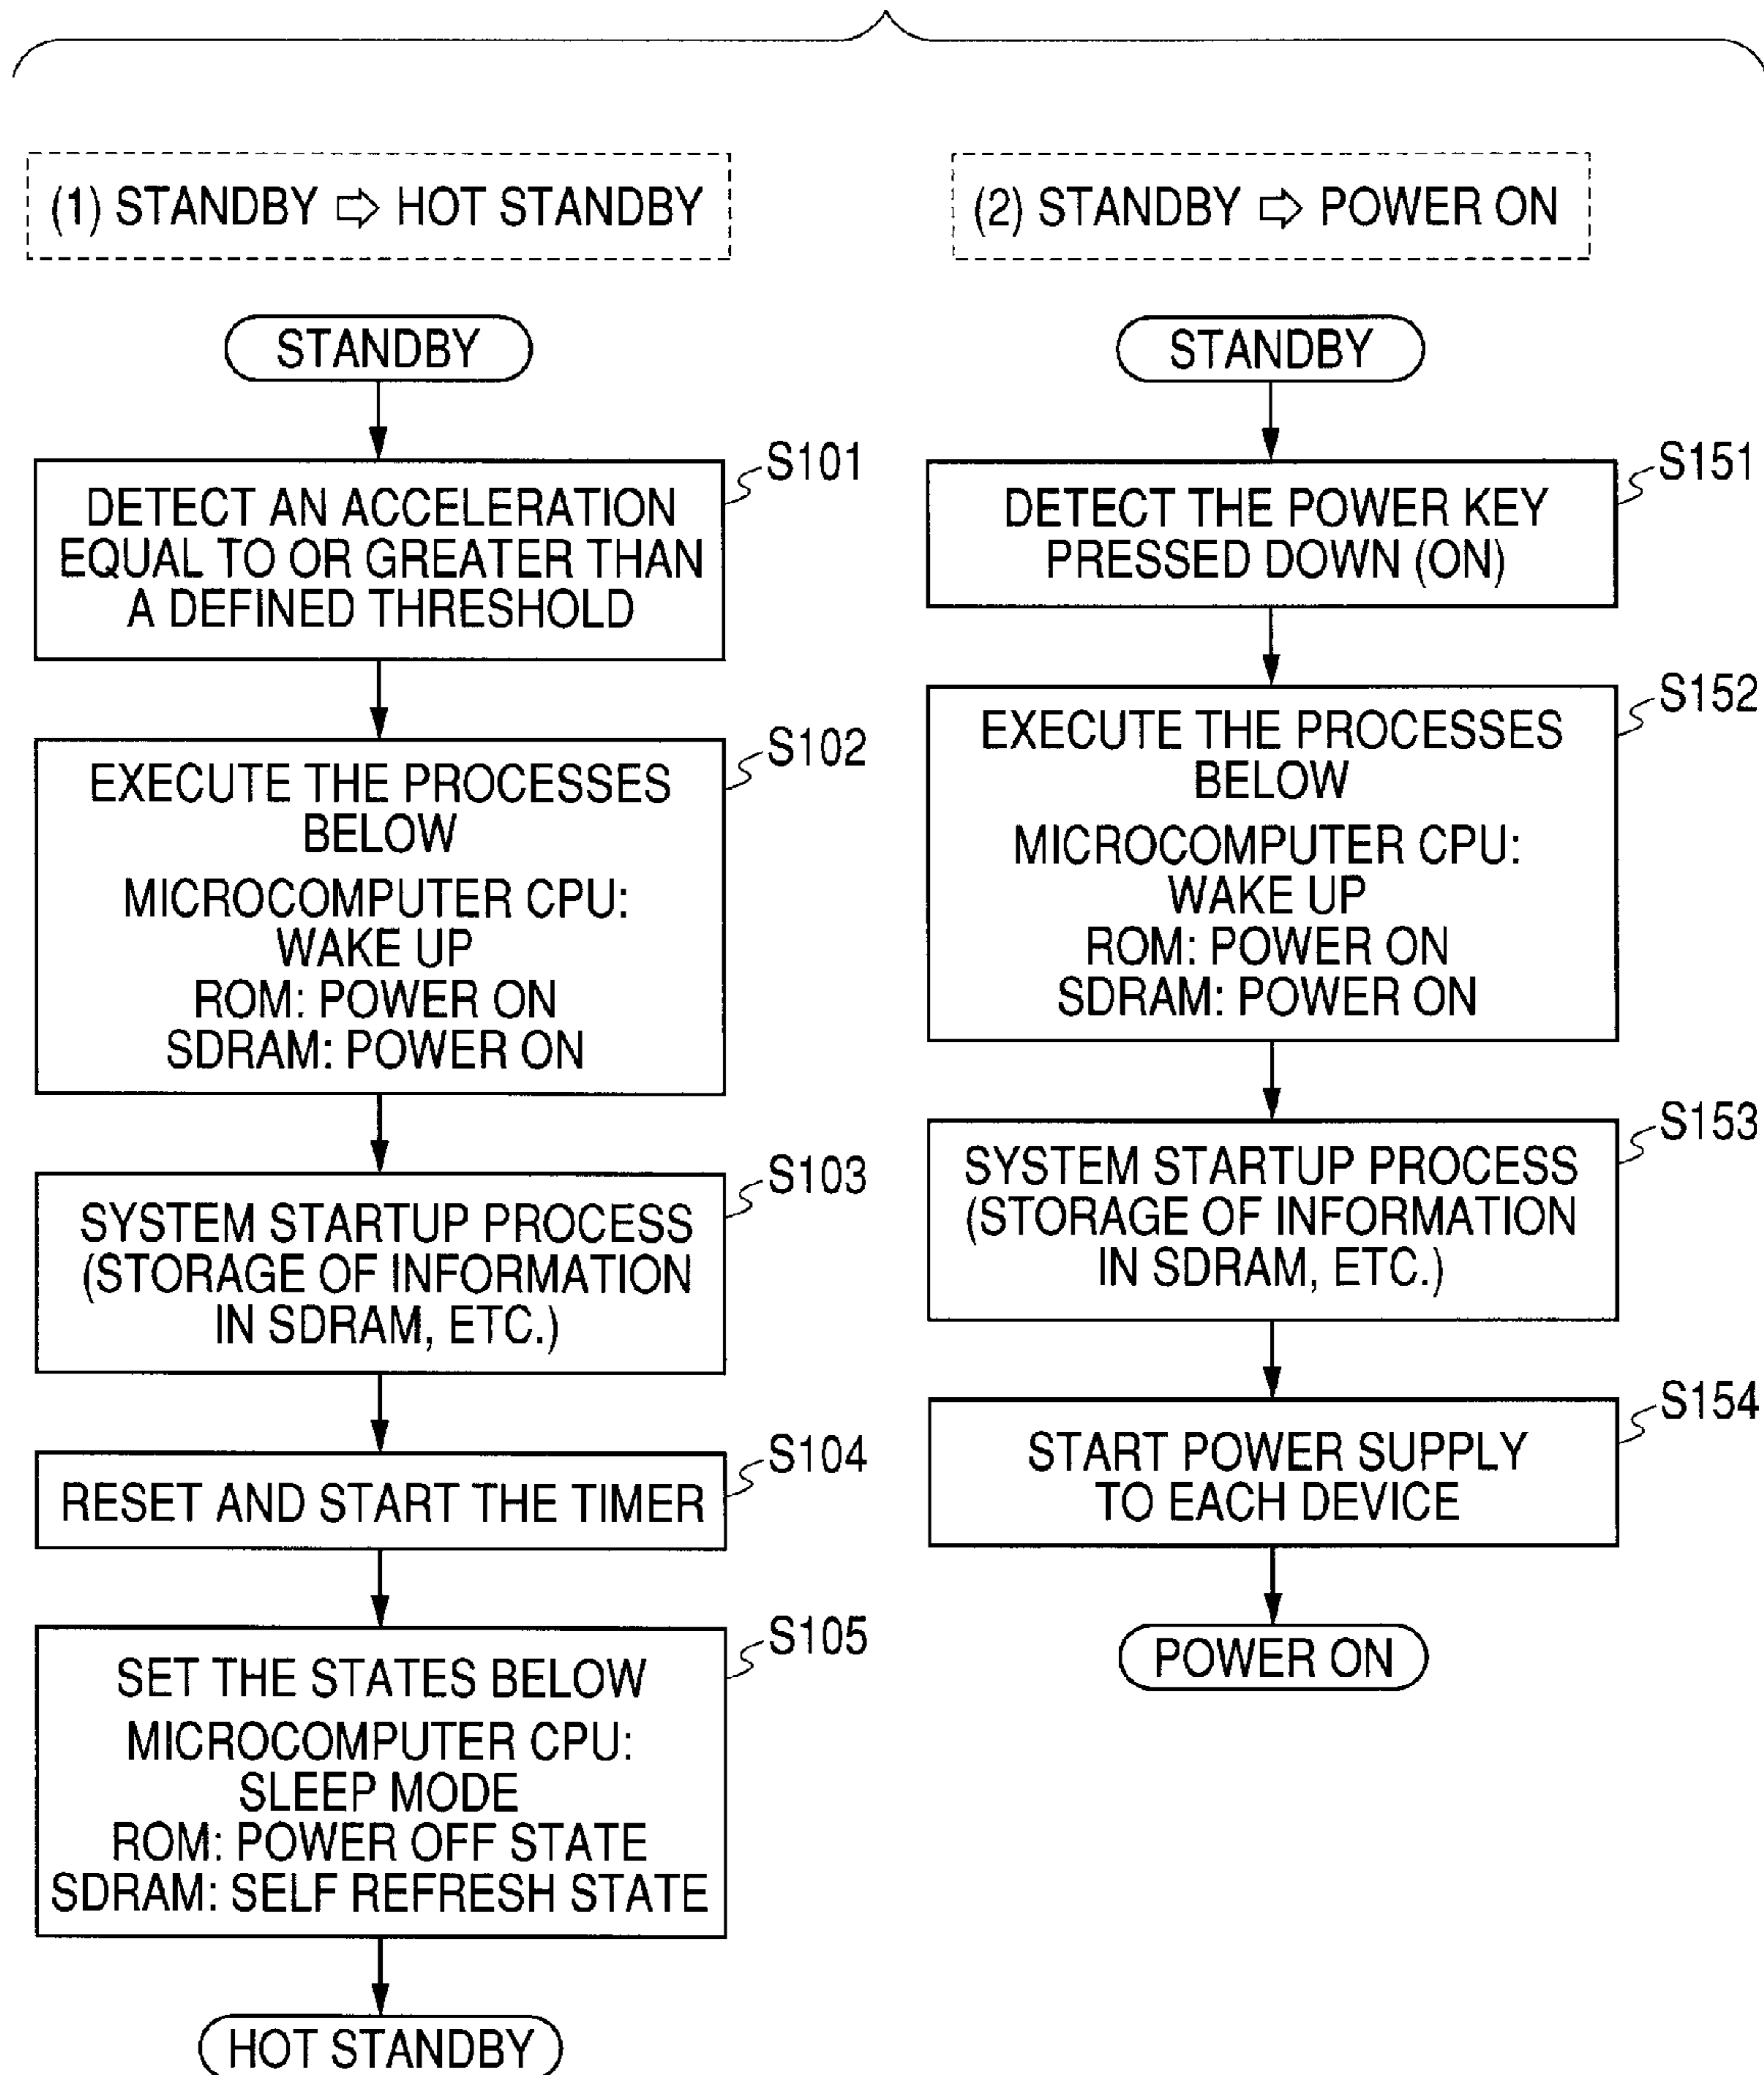 (1) STANDBY ⇨ HOT STANDBY
STANDBY
S101
DETECT AN ACCELERATION
EQUAL TO OR GREATER THAN
A DEFINED THRESHOLD
S102
EXECUTE THE PROCESSES
BELOW
MICROCOMPUTER CPU:
WAKE UP
ROM: POWER ON
SDRAM: POWER ON
S103
SYSTEM STARTUP PROCESS
(STORAGE OF INFORMATION
IN SDRAM, ETC.)
S104
RESET AND START THE TIMER
S105
SET THE STATES BELOW
MICROCOMPUTER CPU:
SLEEP MODE
ROM: POWER OFF STATE
SDRAM: SELF REFRESH STATE
HOT STANDBY
(2) STANDBY ⇨ POWER ON
STANDBY
S151
DETECT THE POWER KEY
PRESSED DOWN (ON)
S152
EXECUTE THE PROCESSES
BELOW
MICROCOMPUTER CPU:
WAKE UP
ROM: POWER ON
SDRAM: POWER ON
S153
SYSTEM STARTUP PROCESS
(STORAGE OF INFORMATION
IN SDRAM, ETC.)
S154
START POWER SUPPLY
TO EACH DEVICE
POWER ON